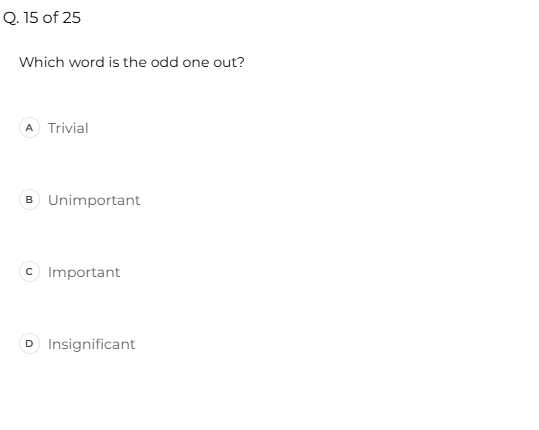 Q. 15 of 25
Which word is the odd one out?
A Trivial
B Unimportant
C Important
D Insignificant